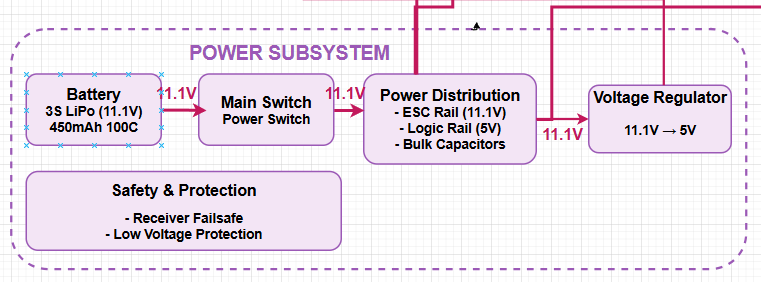 POWER SUBSYSTEM
Battery
3S LiPo (11.1V)
450mAh 100C
11.1V
Main Switch
Power Switch
11.1V
Power Distribution
- ESC Rail (11.1V)
- Logic Rail (5V)
- Bulk Capacitors
11.1V
Voltage Regulator
11.1V → 5V
Safety & Protection
- Receiver Failsafe
- Low Voltage Protection